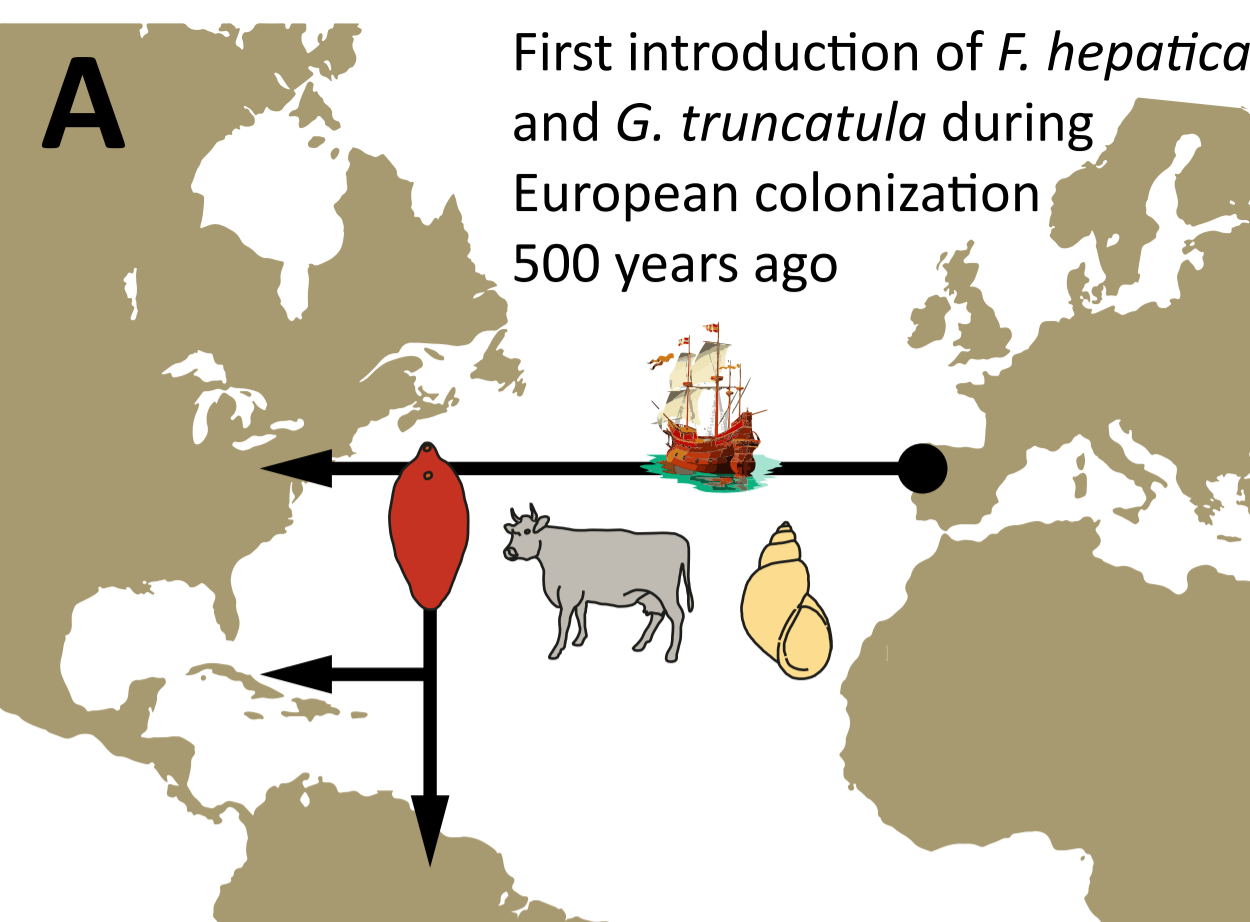 A
First introduction of F. hepatica
and G. truncatula during
European colonization
500 years ago